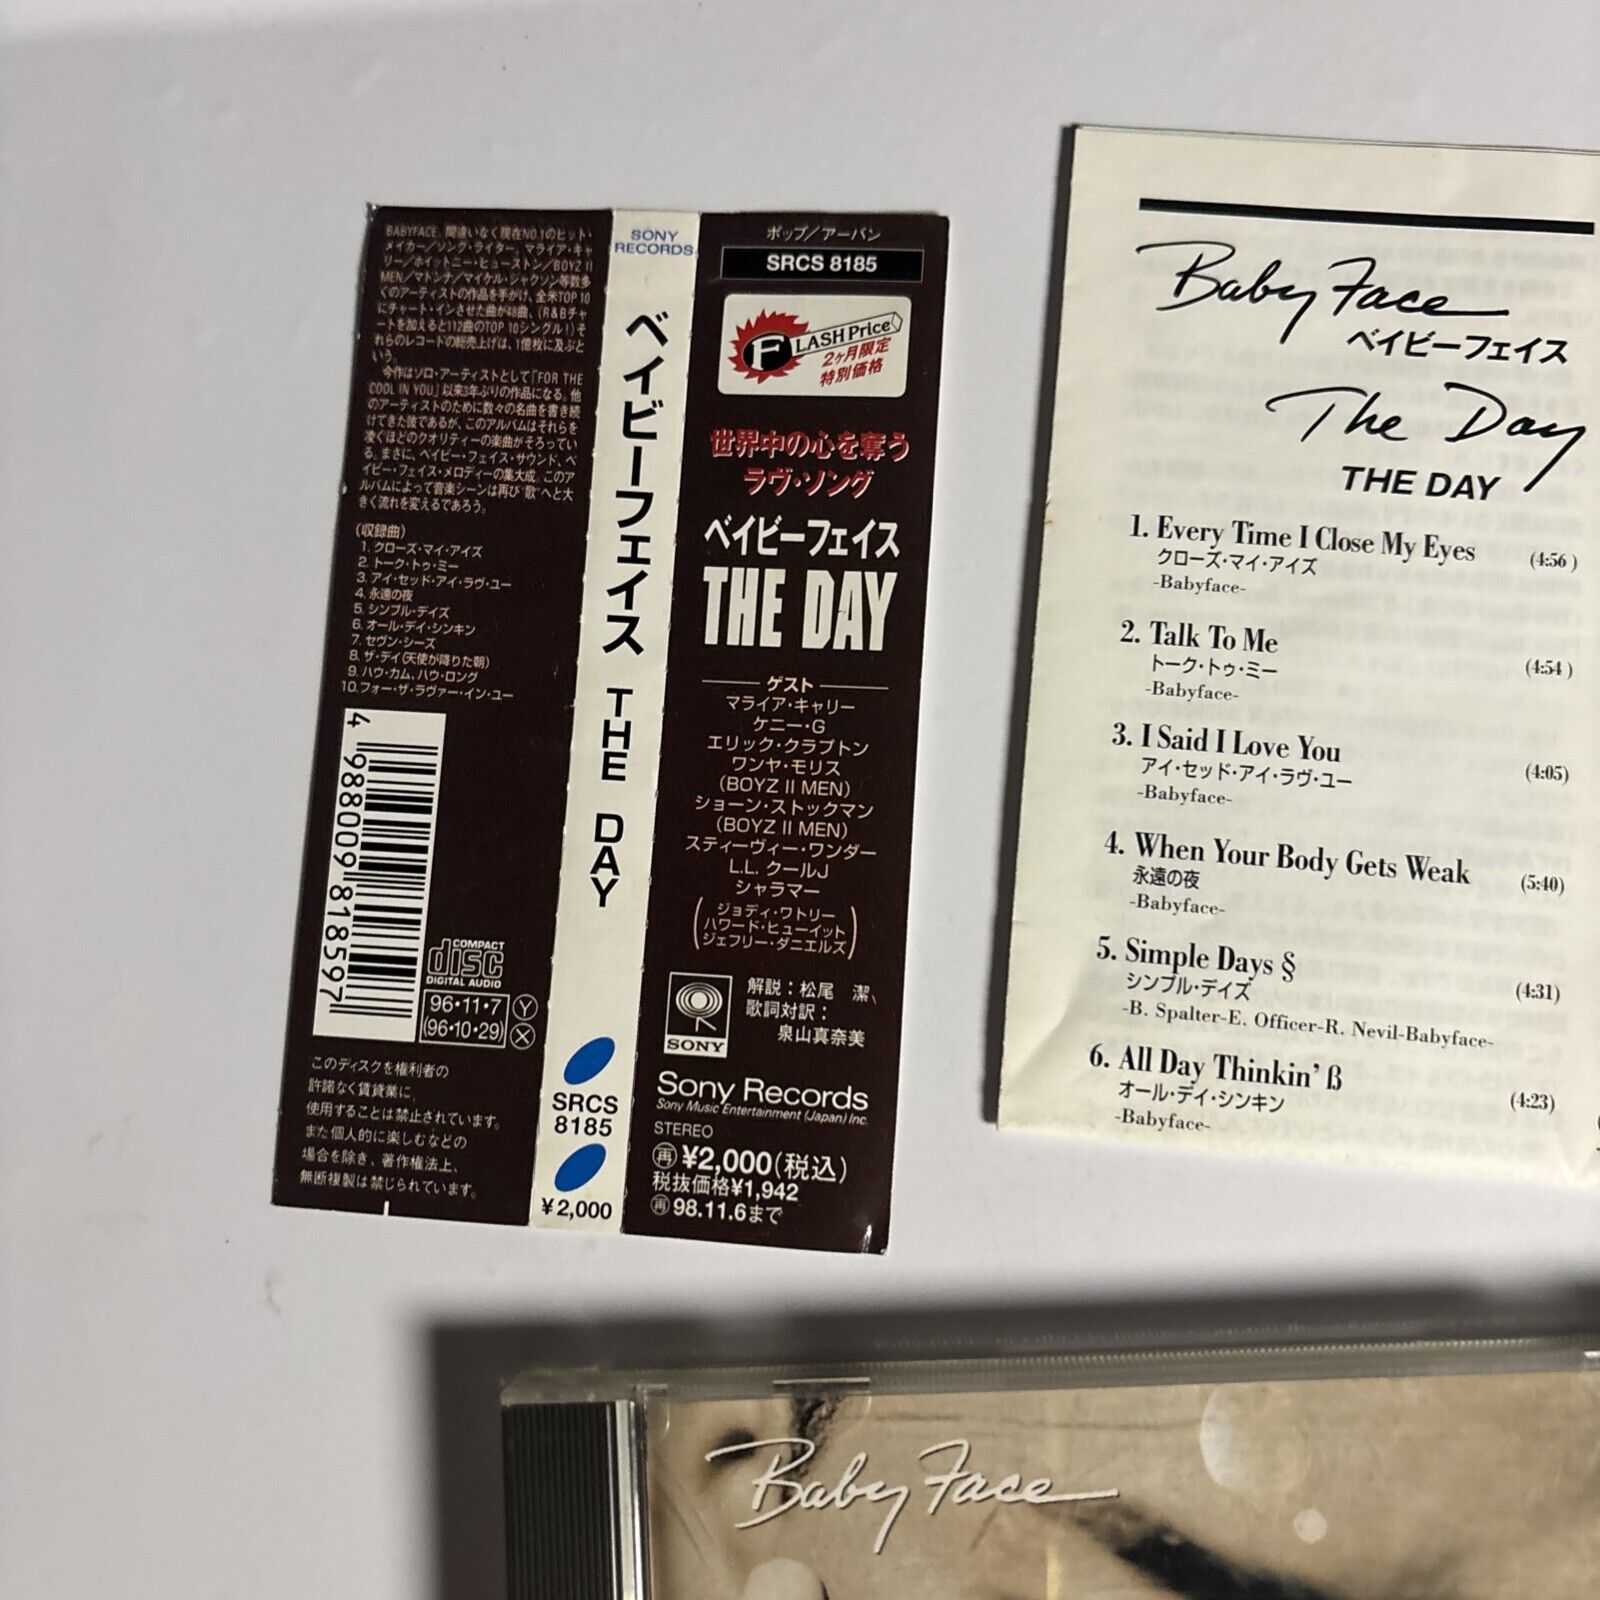 BABYFACE、間違いなく現在NO.1のヒット・
メイカー/ソング・ライター。マライア・キャ
リー/ホイットニー・ヒューストン/BOYZ II
MEN/マドンナ/マイケル・ジャクソン等数多
くのアーティストの作品を手がけ、全米TOP 10
にチャート・インさせた曲が48曲、(R&Bチャ
ートを加えると112曲のTOP 10シングル!)そ
れらのレコードの総売上げは、1億枚に及ぶと
いう。
今作はソロ・アーティストとして「FOR THE
COOL IN YOU」以来3年ぶりの作品になる。他
のアーティストのために数々の名曲を書き続
けてきた彼であるが、このアルバムはそれらを
凌ぐほどのクオリティーの楽曲がそろってい
る。まさに、ベイビー・フェイス・サウンド、ベ
イビー・フェイス・メロディーの集大成。このア
ルバムによって音楽シーンは再び"歌"へと大
きく流れを変えるであろう。
(収録曲)
1. クローズ・マイ・アイズ
2. トーク・トゥ・ミー
3. アイ・セッド・アイ・ラヴ・ユー
4. 永遠の夜
5. シンプル・デイズ
6. オール・デイ・シンキン
7. セヴン・シーズ
8. ザ・デイ(天使が降りた朝)
9. ハウ・カム、ハウ・ロング
10. フォー・ザ・ラヴァー・イン・ユー
4 988009 818597
COMPACT
disc
DIGITAL AUDIO
96・11・7 Y
(96・10・29) X
このディスクを権利者の
許諾なく賃貸業に
使用することは禁止されています。
また個人的に楽しむなどの
場合を除き、著作権法上、
無断複製は禁じられています。
SONY
RECORDS
ベイビーフェイス THE DAY
SRCS
8185
¥2,000
ポップ/アーバン
SRCS 8185
FLASH Price
2ヶ月限定
特別価格
世界中の心を奪う
ラヴ・ソング
ベイビーフェイス
THE DAY
ゲスト
マライア・キャリー
ケニー・G
エリック・クラプトン
ワンヤ・モリス
(BOYZ II MEN)
ショーン・ストックマン
(BOYZ II MEN)
スティーヴィー・ワンダー
L.L. クールJ
シャラマー
(ジョディ・ワトリー
ハワード・ヒューイット
ジェフリー・ダニエルズ)
SONY
解説:松尾 潔、
歌詞対訳:
泉山真奈美
Sony Records
Sony Music Entertainment (Japan) Inc.
STEREO
再 ¥2,000(税込)
税抜価格¥1,942
再 98.11.6まで
Baby Face
ベイビーフェイス
The Day
THE DAY
1. Every Time I Close My Eyes (4:56)
クローズ・マイ・アイズ
-Babyface-
2. Talk To Me (4:54)
トーク・トゥ・ミー
-Babyface-
3. I Said I Love You (4:05)
アイ・セッド・アイ・ラヴ・ユー
-Babyface-
4. When Your Body Gets Weak (5:40)
永遠の夜
-Babyface-
5. Simple Days § (4:31)
シンプル・デイズ
-B. Spalter-E. Officer-R. Nevil-Babyface-
6. All Day Thinkin' ß (4:23)
オール・デイ・シンキン
-Babyface-
Baby Face